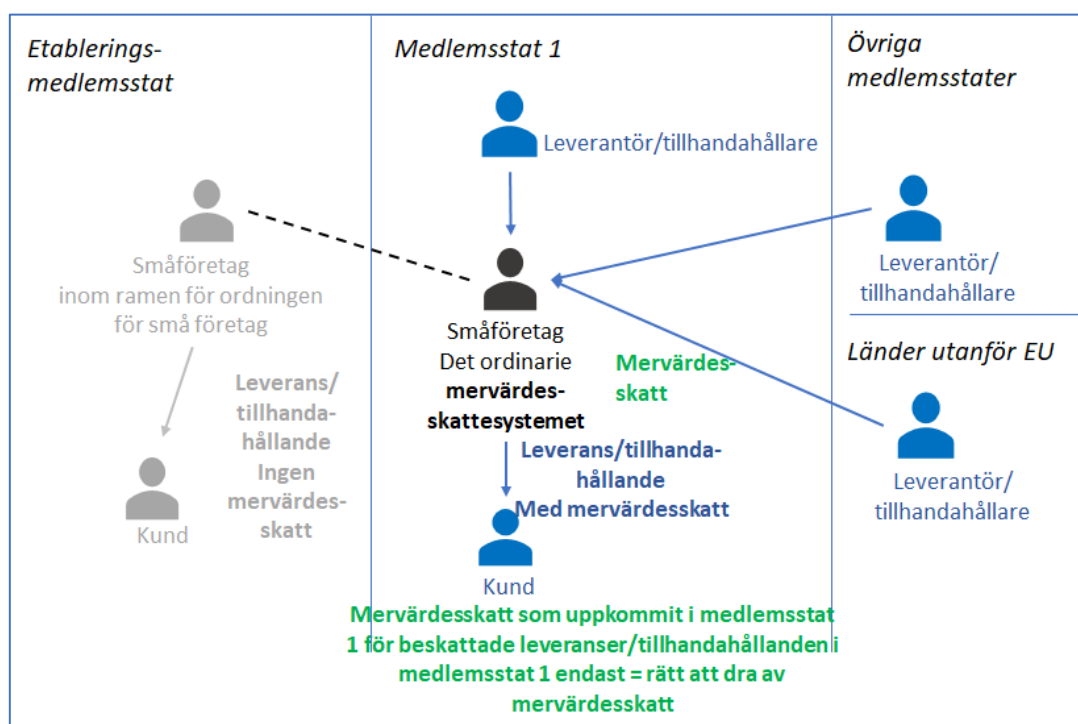 Etablerings-
medlemsstat
Småföretag
inom ramen för ordningen
för små företag
Leverans/
tillhanda-
hållande
Ingen
mervärdes-
skatt
Kund
Medlemsstat 1
Leverantör/tillhandahållare
Småföretag
Det ordinarie
mervärdes-
skattesystemet
Mervärdes-
skatt
Leverans/tillhanda-
hållande
Med mervärdesskatt
Kund
Mervärdesskatt som uppkommit i medlemsstat
1 för beskattade leveranser/tillhandahållanden i
medlemsstat 1 endast = rätt att dra av
mervärdesskatt
Övriga
medlemsstater
Leverantör/
tillhandahållare
Länder utanför EU
Leverantör/
tillhandahållare